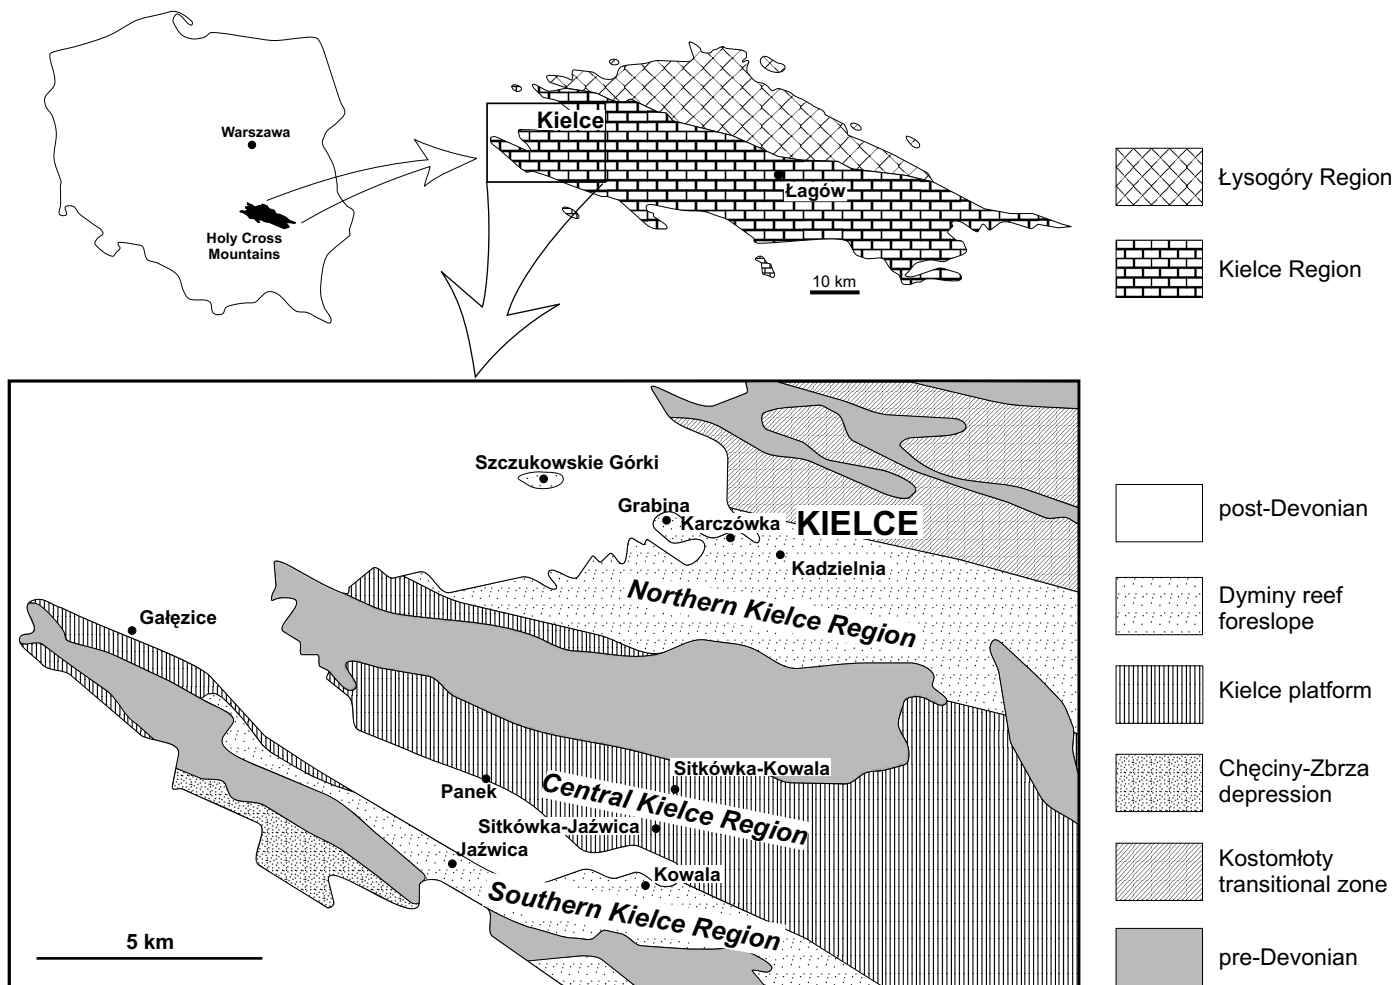 Warszawa
Holy Cross
Mountains
Kielce
Łagów
10 km
Łysogóry Region
Kielce Region
Szczukowskie Górki
Grabina
Karczówka
KIELCE
Kadzielnia
Northern Kielce Region
Gałęzice
Sitkówka-Kowala
Panek
Central Kielce Region
Sitkówka-Jaźwica
Jaźwica
Kowala
Southern Kielce Region
5 km
post-Devonian
Dyminy reef
foreslope
Kielce platform
Chęciny-Zbrza
depression
Kostomłoty
transitional zone
pre-Devonian